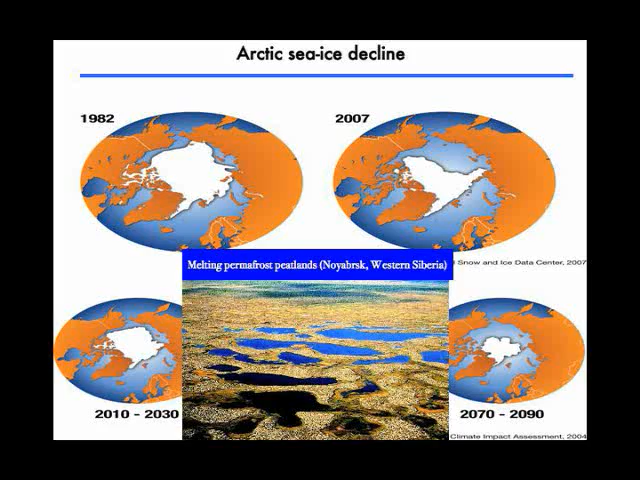 Arctic sea-ice decline
1982
2007
Snow and Ice Data Center, 2007
Melting permafrost peatlands (Noyabrsk, Western Siberia)
2010 - 2030
2070 - 2090
Climate Impact Assessment, 2004